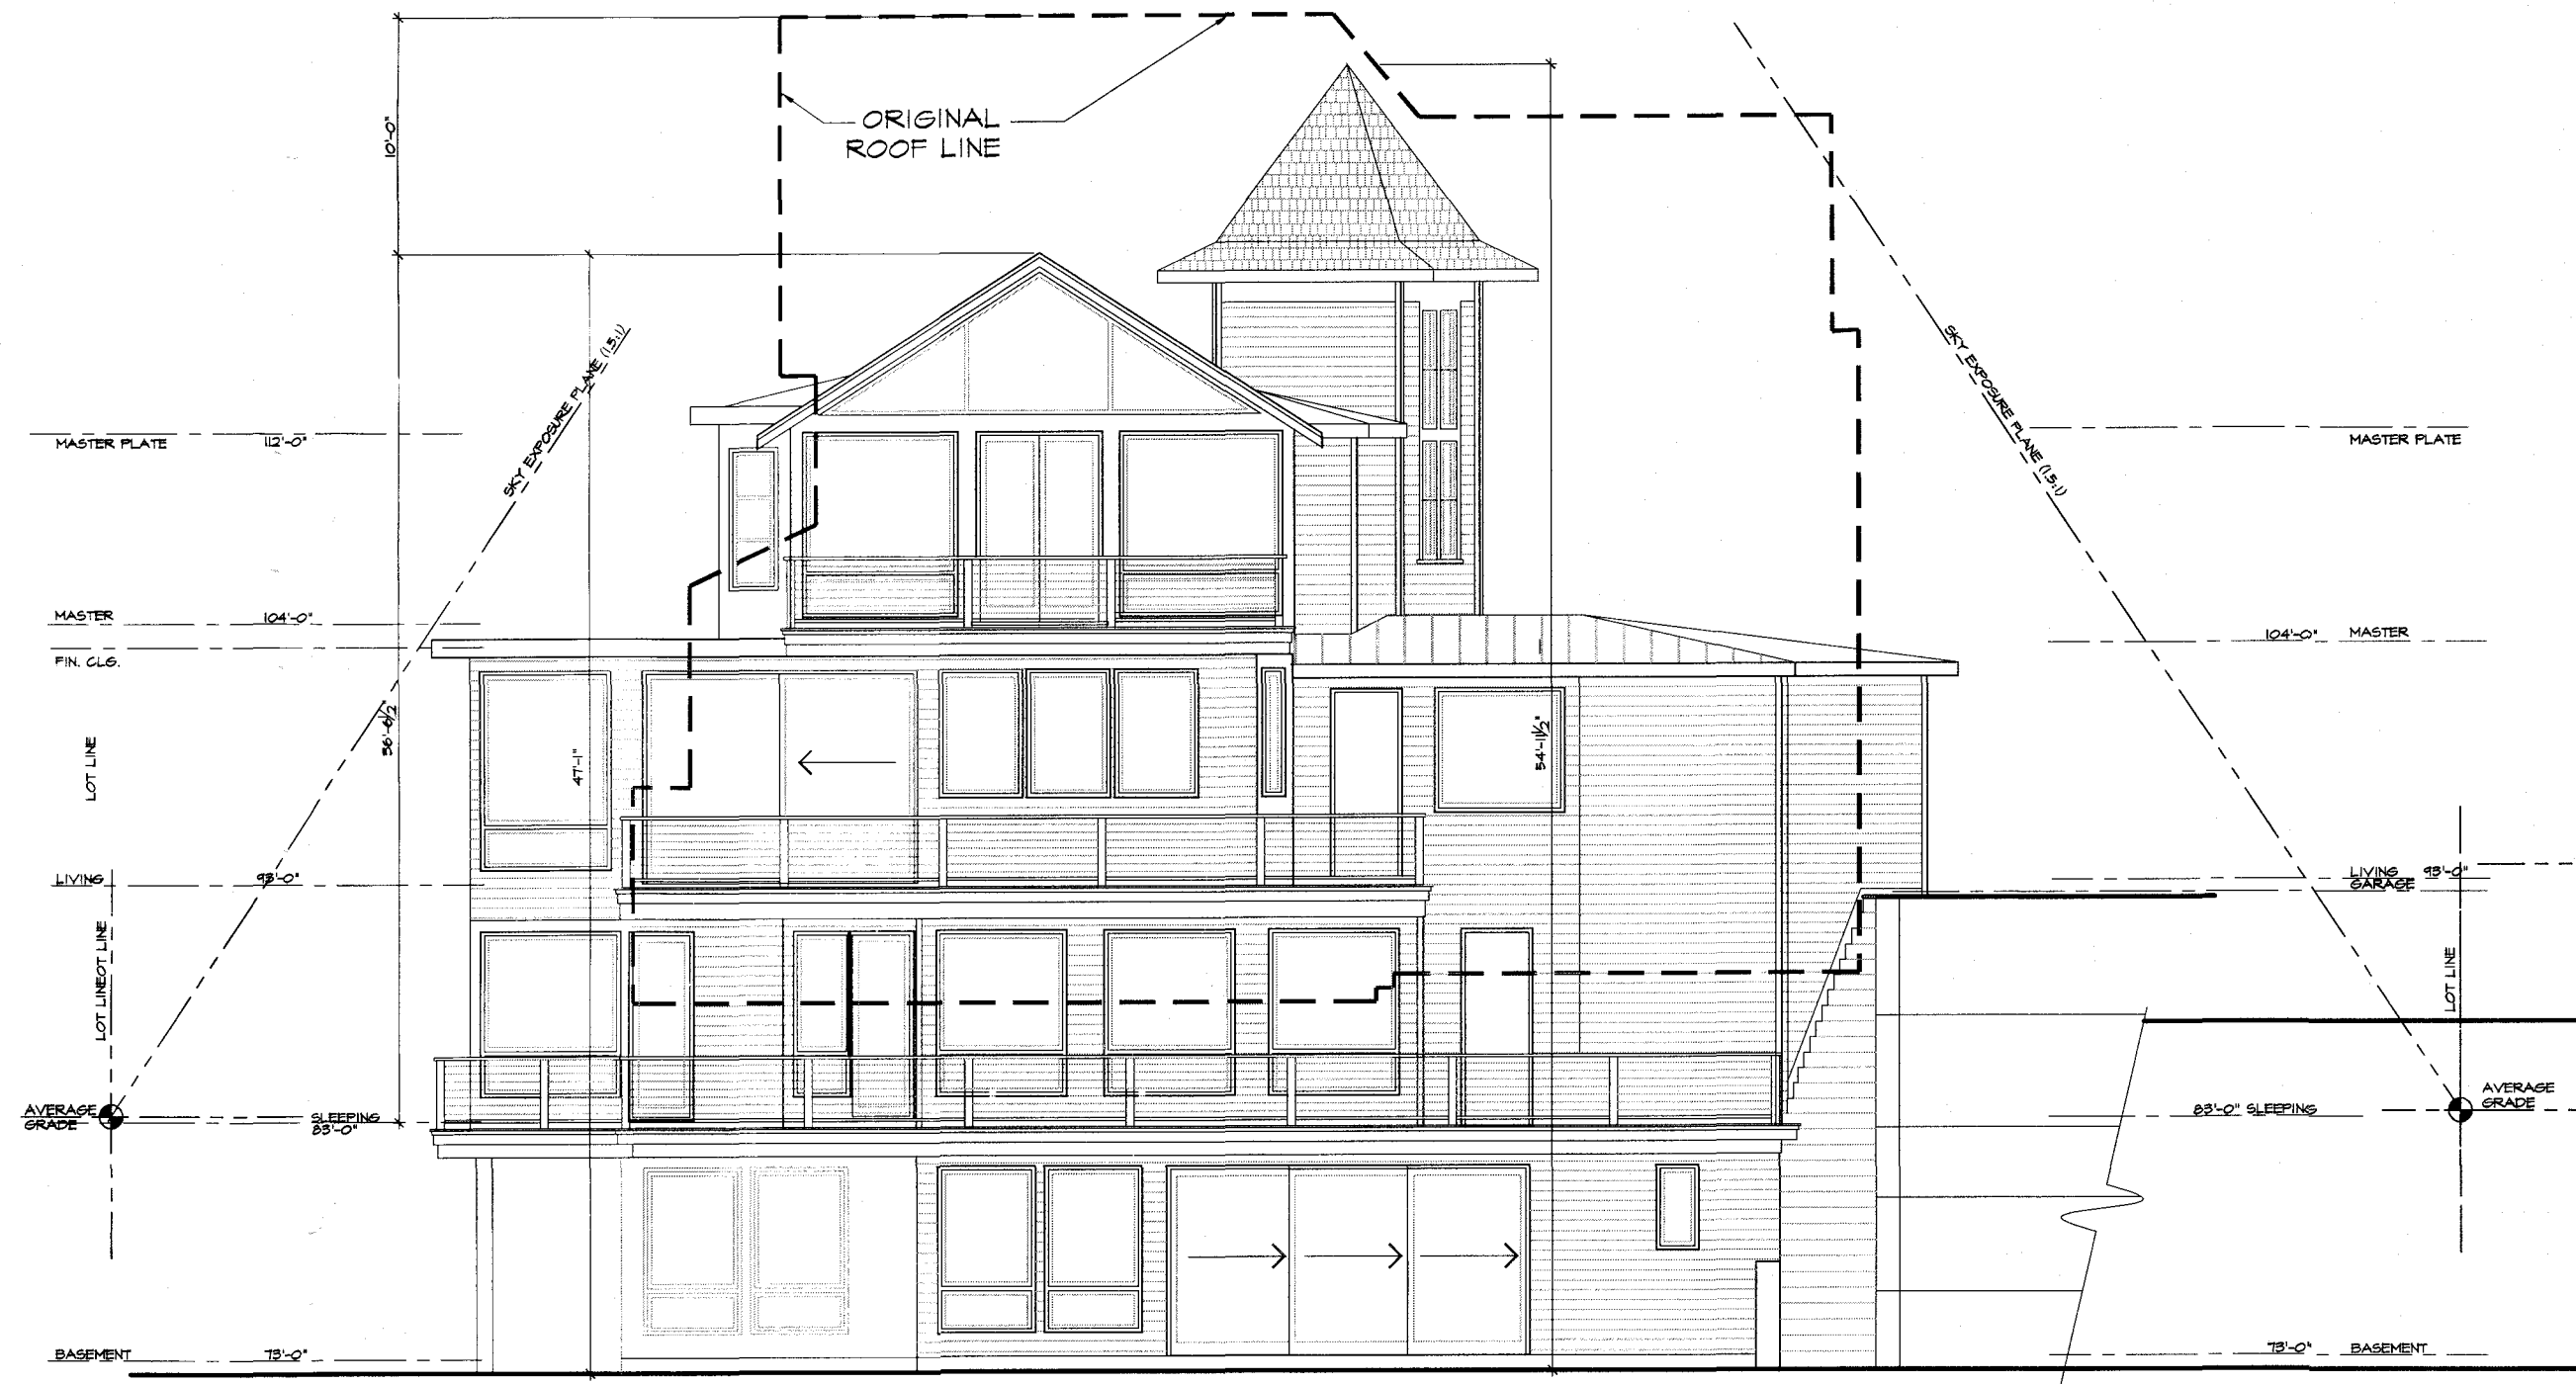 10'-0"
ORIGINAL
ROOF LINE
SKY EXPOSURE PLANE (1.5:1)
SKY EXPOSURE PLANE (1.5:1)
MASTER PLATE 112'-0"
MASTER PLATE
MASTER 104'-0"
104'-0" MASTER
FIN. CLG.
36'-6 1/2"
47'-1"
54'-1 1/2"
LOT LINE
LIVING 93'-0"
LIVING 93'-0"
GARAGE
LOT LINEOT LINE
LOT LINE
AVERAGE
GRADE
SLEEPING
83'-0"
83'-0" SLEEPING
AVERAGE
GRADE
BASEMENT 73'-0"
73'-0" BASEMENT